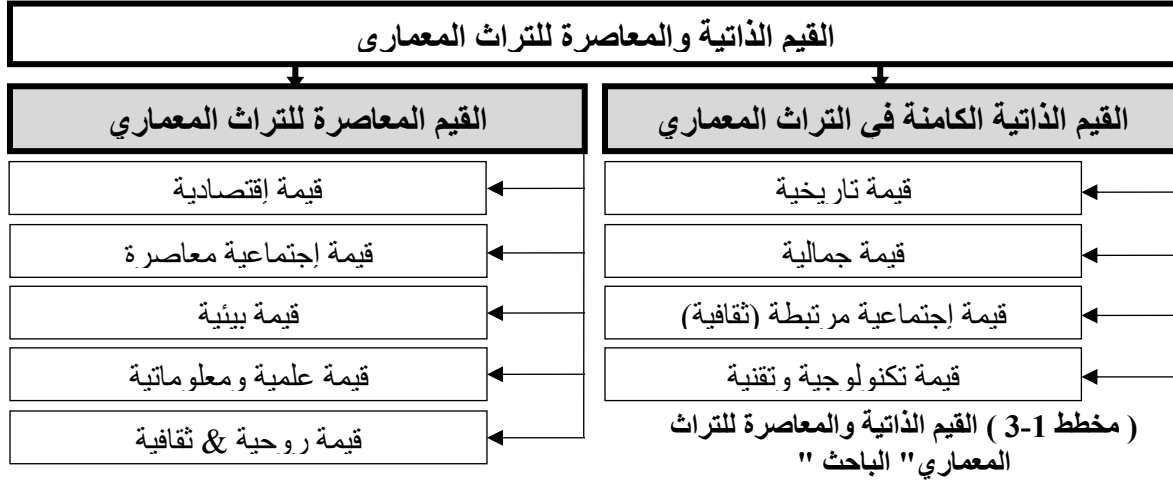 القيم الذاتية والمعاصرة للتراث المعماري
القيم الذاتية الكامنة في التراث المعماري
قيمة تاريخية
قيمة جمالية
قيمة إجتماعية مرتبطة (ثقافية)
قيمة تكنولوجية وتقنية
القيم المعاصرة للتراث المعماري
قيمة إقتصادية
قيمة إجتماعية معاصرة
قيمة بيئية
قيمة علمية ومعلوماتية
قيمة روحية & ثقافية
( مخطط 1-3 ) القيم الذاتية والمعاصرة للتراث
المعماري" الباحث "